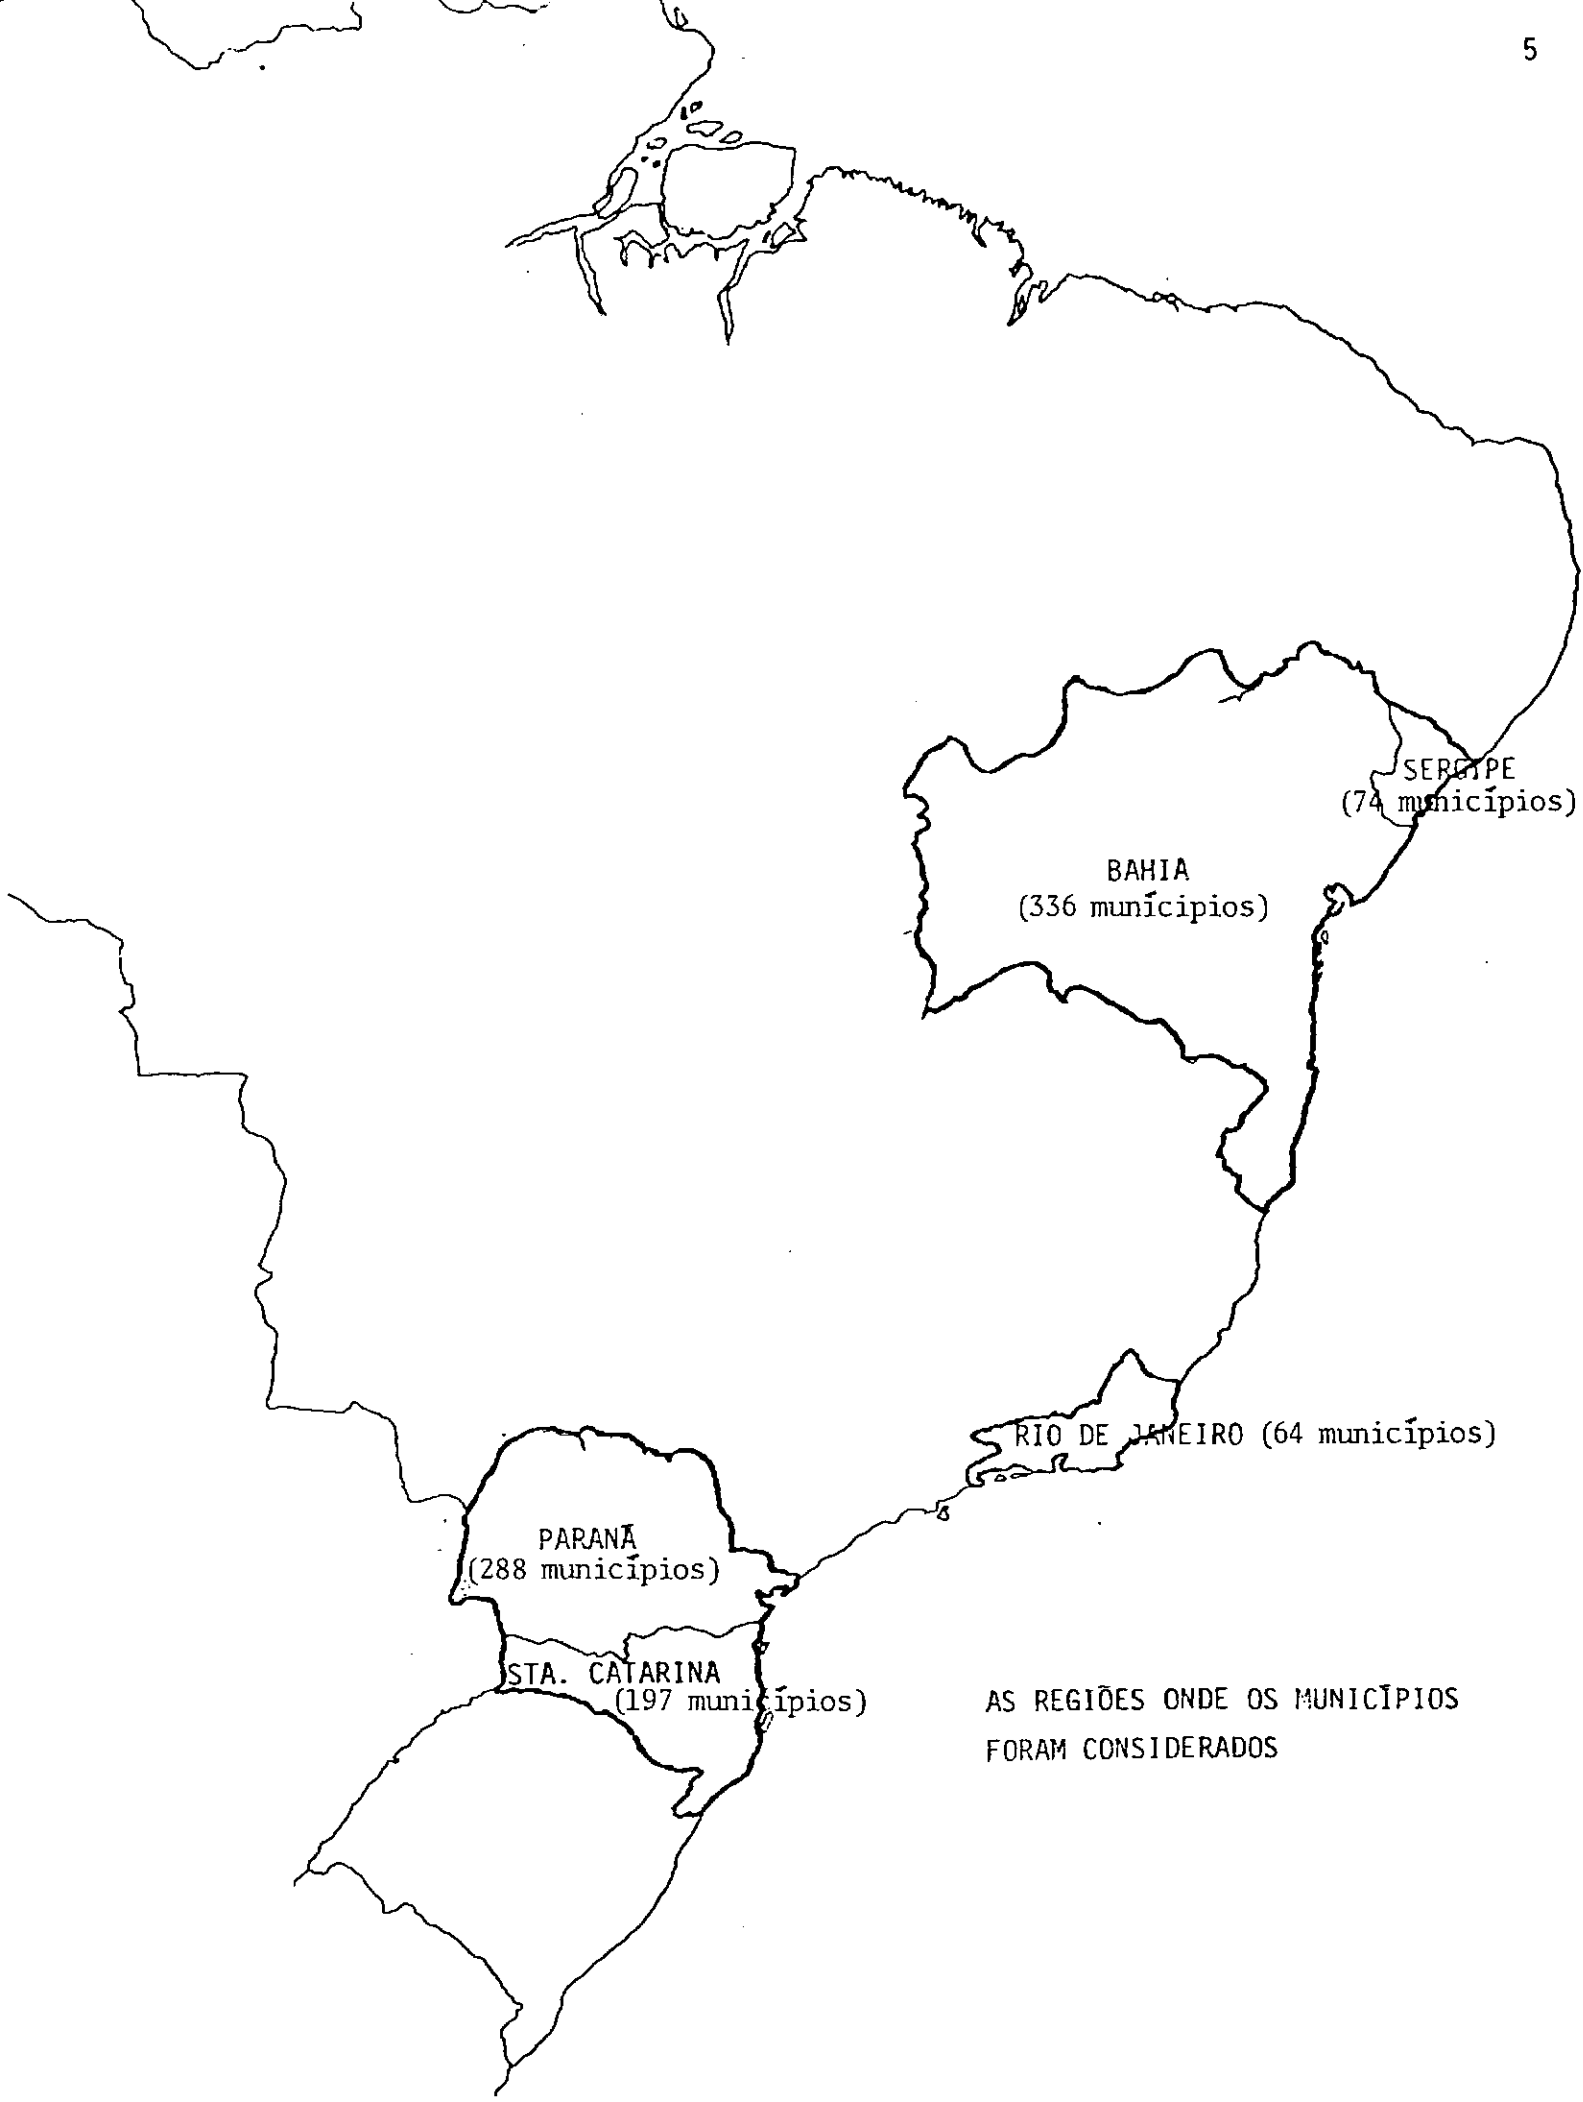 5
SERGIPE
(74 municípios)
BAHIA
(336 munícipios)
RIO DE JANEIRO (64 municípios)
PARANÃ
(288 municípios)
STA. CATARINA
(197 municípios)
AS REGIÕES ONDE OS MUNICÍPIOS
FORAM CONSIDERADOS